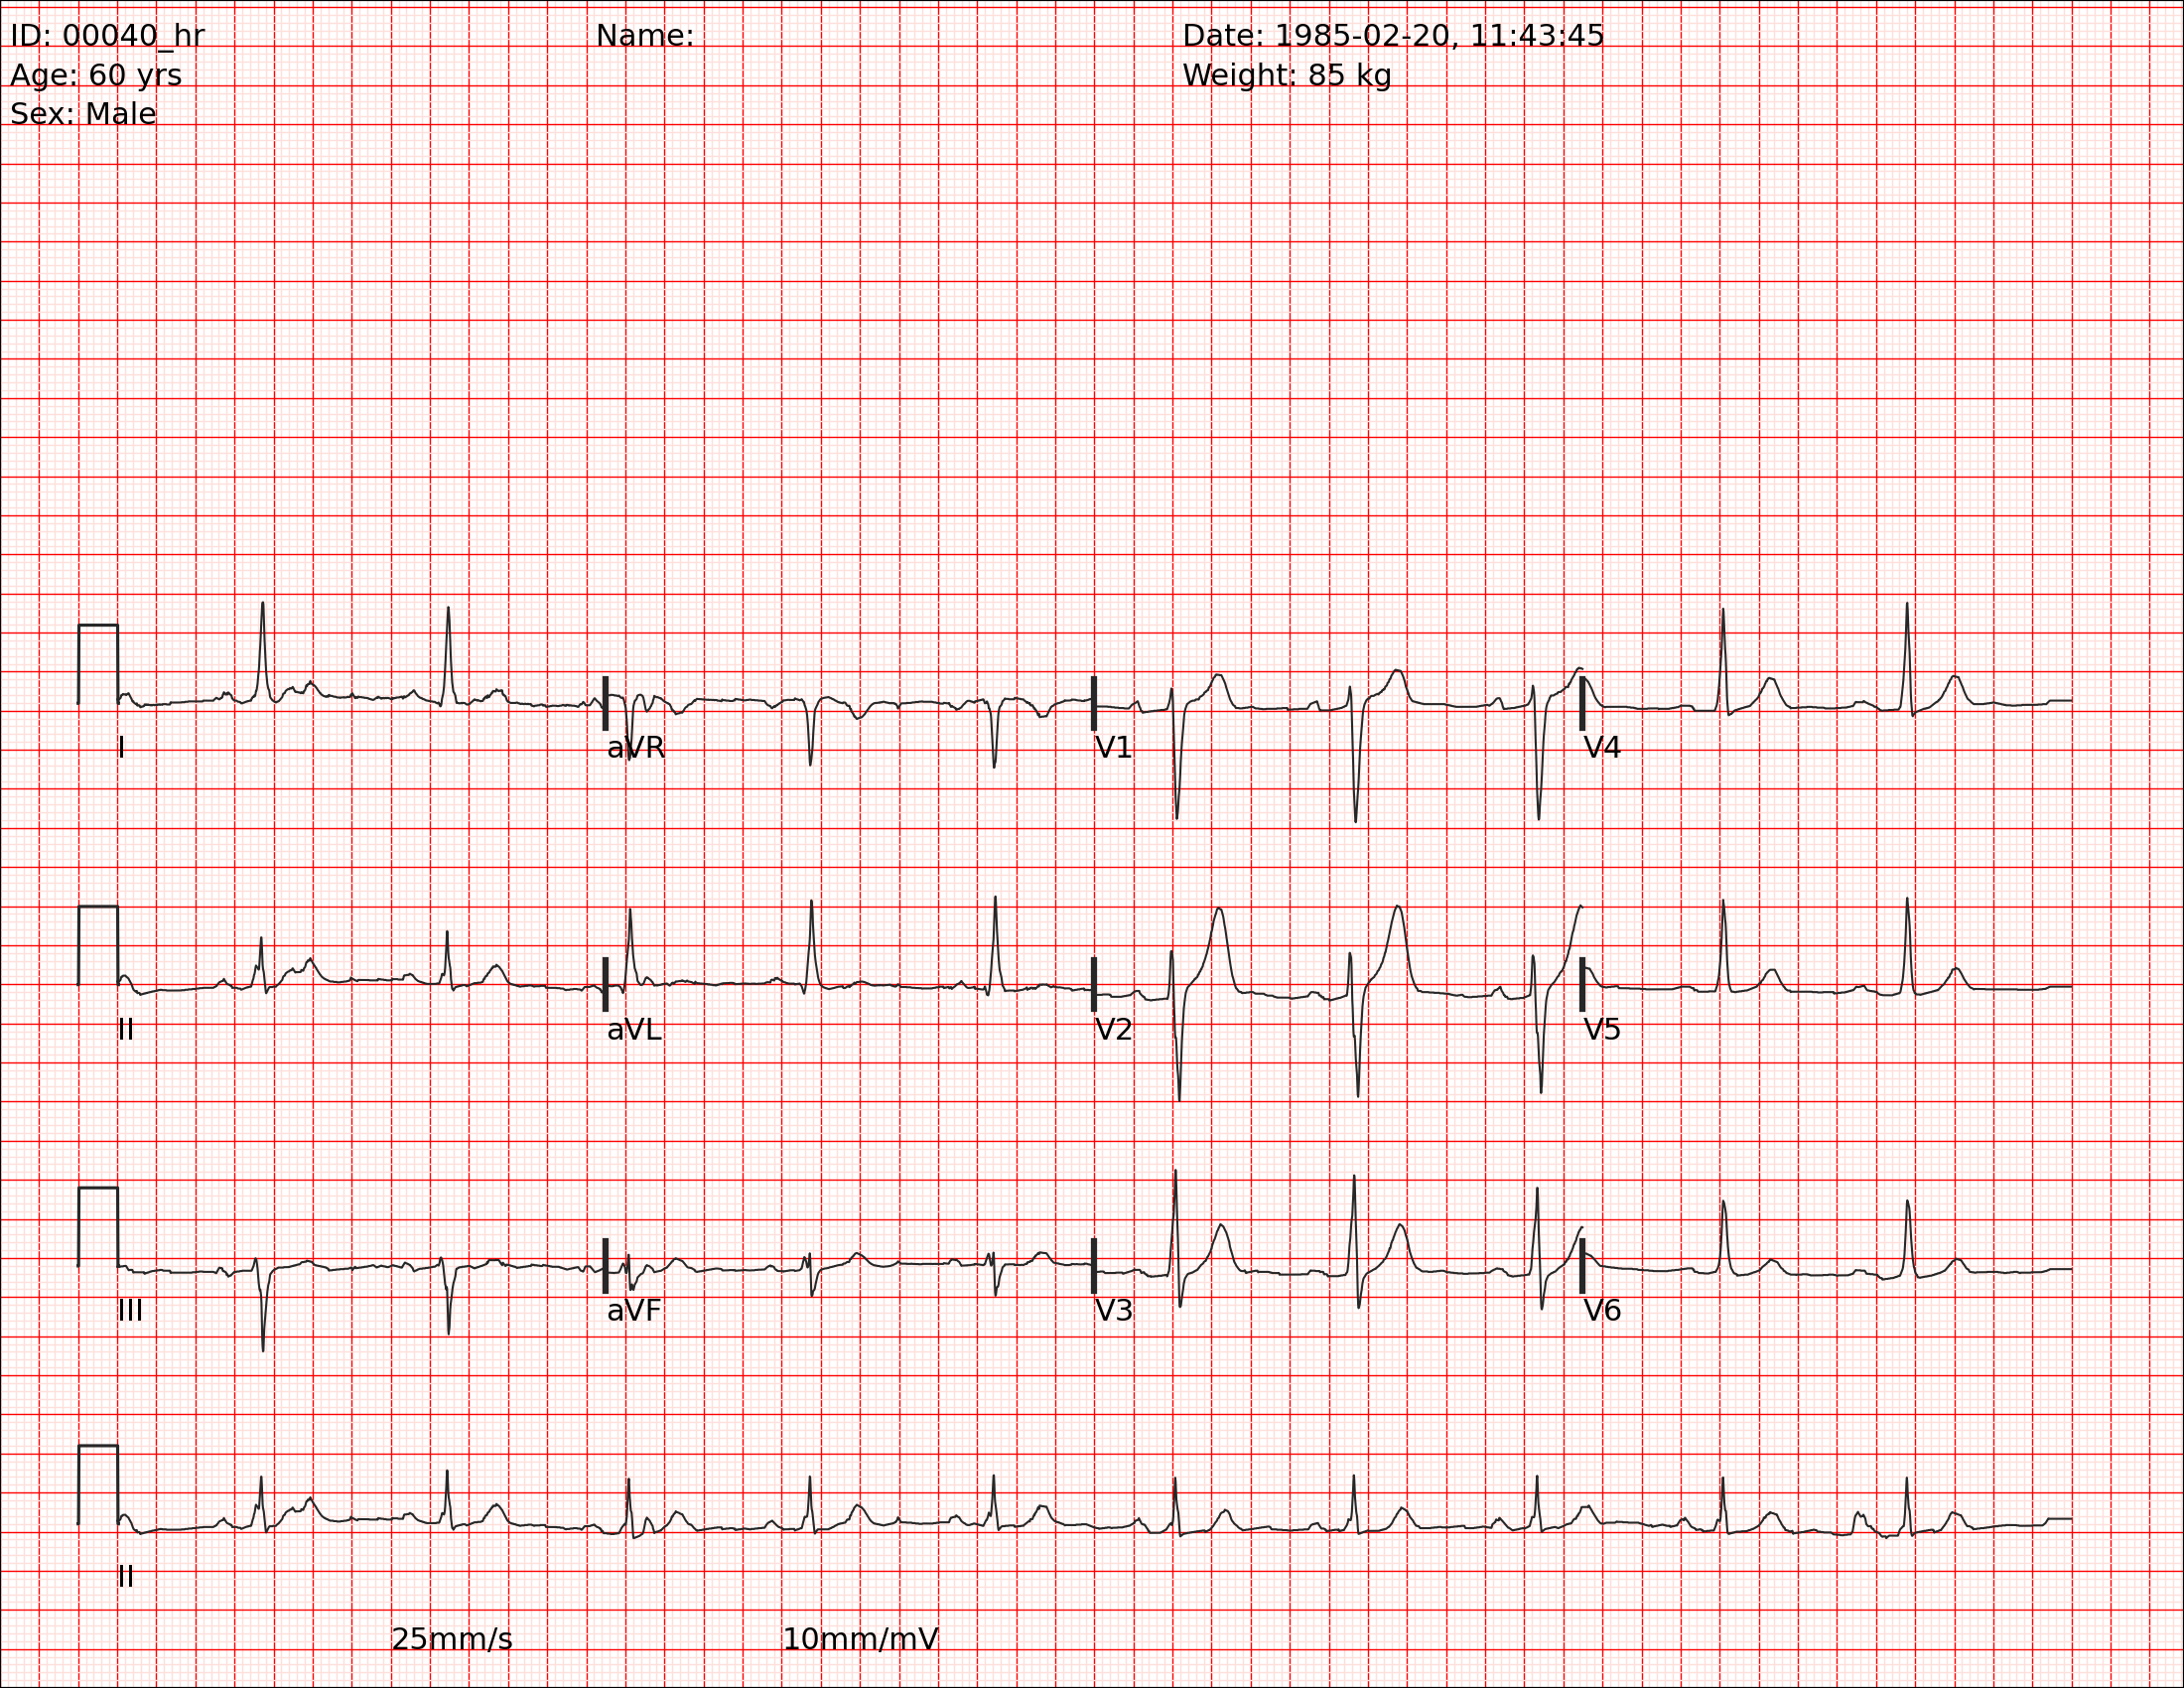 ID: 00040_hr Name: Date: 1985-02-20, 11:43:45
Age: 60 yrs Weight: 85 kg
Sex: Male
I aVR V1 V4
II aVL V2 V5
III aVF V3 V6
II
25mm/s 10mm/mV